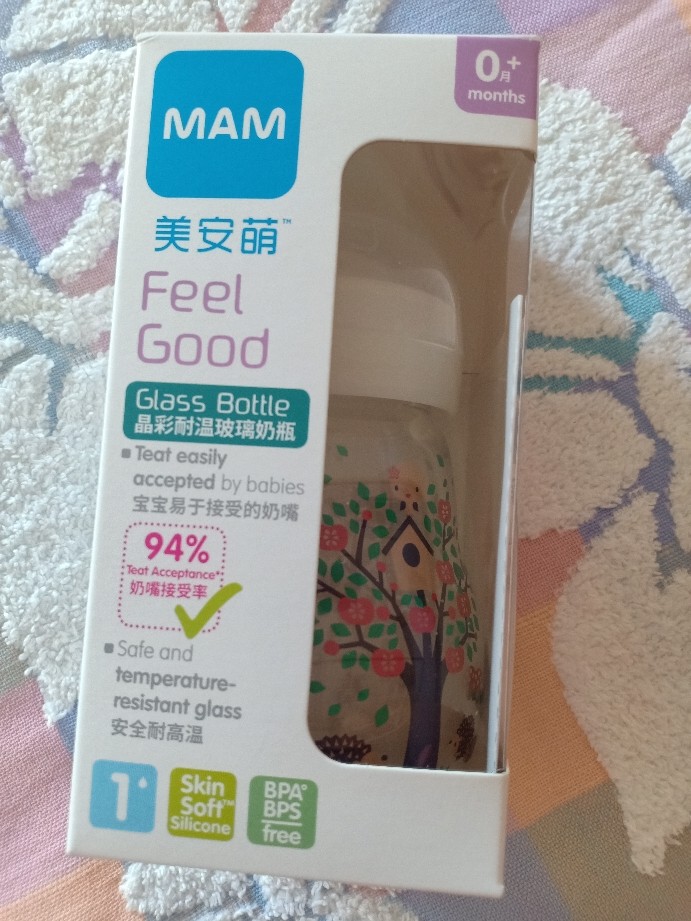 MAM
0+
月
months
美安萌™
Feel
Good
Glass Bottle
晶彩耐温玻璃奶瓶
Teat easily
accepted by babies
宝宝易于接受的奶嘴
94%
Teat Acceptance*
奶嘴接受率
Safe and
temperature-
resistant glass
安全耐高温
1
Skin
Soft™
Silicone
BPA°
BPS
free